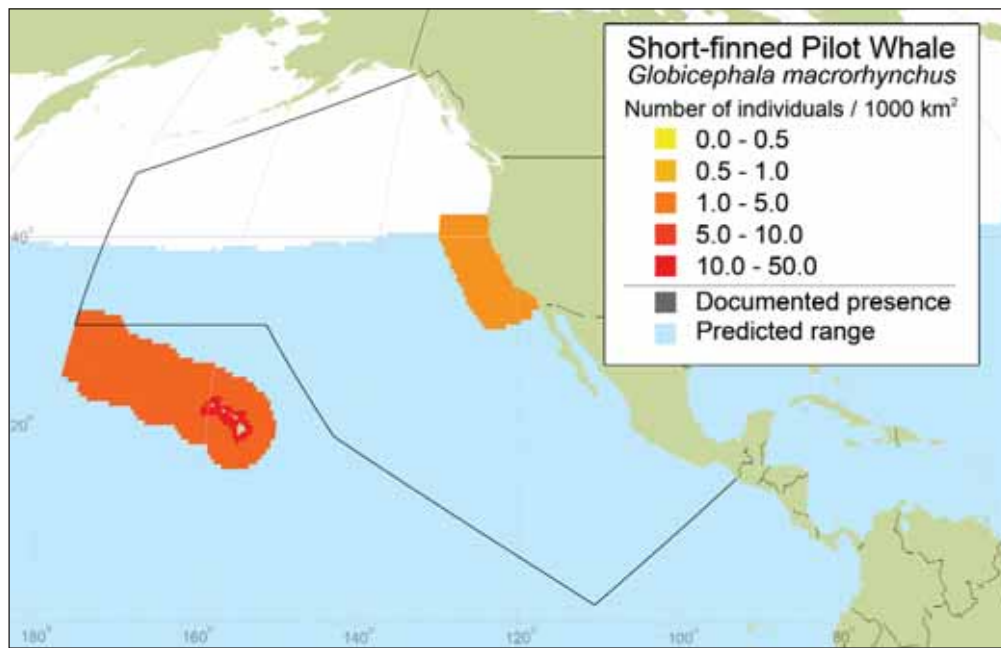 Short-finned Pilot Whale
Globicephala macrorhynchus
Number of individuals / 1000 km²
0.0 - 0.5
0.5 - 1.0
1.0 - 5.0
5.0 - 10.0
10.0 - 50.0
Documented presence
Predicted range
40°
20°
180° 160° 140° 120° 100° 80°